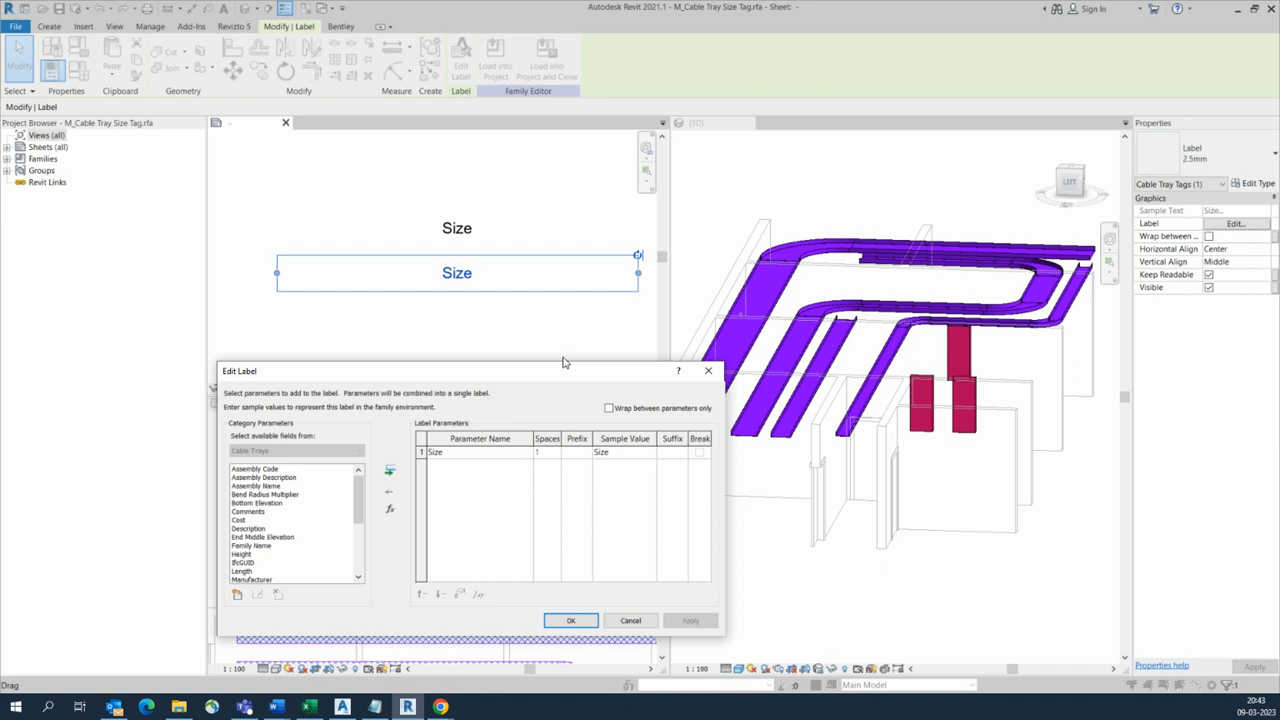 Autodesk Revit 2021.1 - M_Cable Tray Size Tag.rfa - Sheet: -
Sign In
File Create Insert View Manage Add-Ins Revizto 5 Modify | Label Bentley
Modify Paste Cut Join Edit Label Load into Project Load into Project and Close
Select Properties Clipboard Geometry Modify Measure Create Label Family Editor
Modify | Label
Project Browser - M_Cable Tray Size Tag.rfa
Views (all)
Sheets (all)
Families
Groups
Revit Links
-
(3D)
Size
Size
LEFT
Properties
Label
2.5mm
Cable Tray Tags (1) Edit Type
Graphics
Sample Text Size...
Label Edit...
Wrap between ...
Horizontal Align Center
Vertical Align Middle
Keep Readable
Visible
Edit Label
?
Select parameters to add to the label. Parameters will be combined into a single label.
Enter sample values to represent this label in the family environment.
Wrap between parameters only
Category Parameters
Select available fields from:
Cable Trays
Assembly Code
Assembly Description
Assembly Name
Bend Radius Multiplier
Bottom Elevation
Comments
Cost
Description
End Middle Elevation
Family Name
Height
IfcGUID
Length
Manufacturer
fx
Label Parameters
Parameter Name Spaces Prefix Sample Value Suffix Break
1 Size 1 Size
OK Cancel Apply
1 : 100
1 : 100
Properties help Apply
Drag
:0
Main Model
:1
20:43
09-03-2023